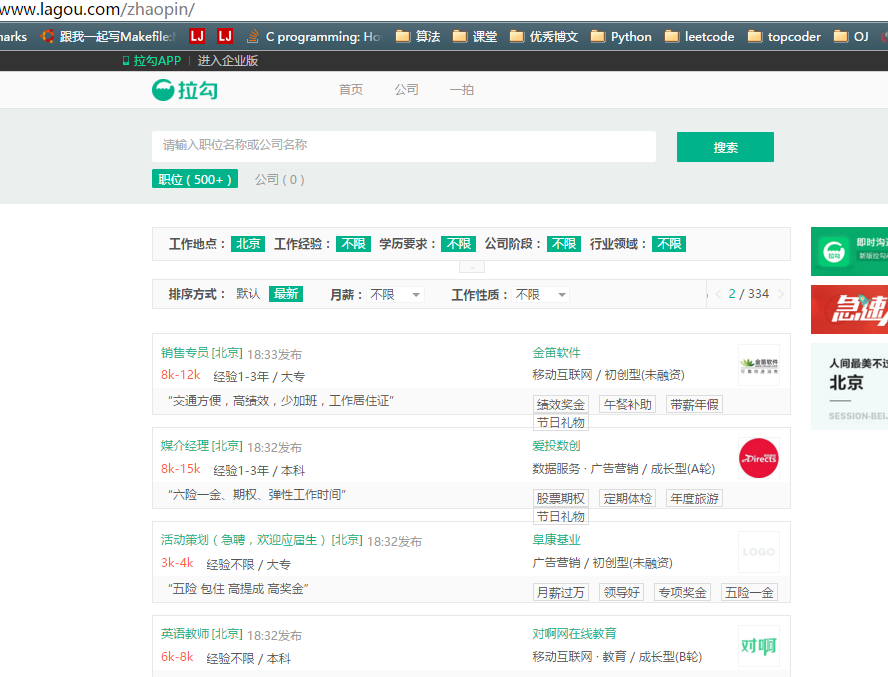 www.lagou.com/zhaopin/
marks 跟我一起写Makefile: LJ LJ C programming: Ho 算法 课堂 优秀博文 Python leetcode topcoder OJ
拉勾APP | 进入企业版
拉勾 首页 公司 一拍
请输入职位名称或公司名称 搜索
职位 ( 500+ ) 公司 ( 0 )
工作地点： 北京 工作经验： 不限 学历要求： 不限 公司阶段： 不限 行业领域： 不限
排序方式： 默认 最新 月薪： 不限 工作性质： 不限 2 / 334
销售专员 [北京] 18:33发布 金笛软件
8k-12k 经验1-3年 / 大专 移动互联网 / 初创型(未融资)
“交通方便，高绩效，少加班，工作居住证” 绩效奖金 午餐补助 带薪年假
节日礼物
金笛软件
媒介经理 [北京] 18:32发布 爱投数创
8k-15k 经验1-3年 / 本科 数据服务 · 广告营销 / 成长型(A轮)
“六险一金、期权、弹性工作时间” 股票期权 定期体检 年度旅游
节日礼物
Directs
活动策划（急聘，欢迎应届生） [北京] 18:32发布 阜康基业
3k-4k 经验不限 / 大专 广告营销 / 初创型(未融资)
“五险 包住 高提成 高奖金” 月薪过万 领导好 专项奖金 五险一金
LOGO
英语教师 [北京] 18:32发布 对啊网在线教育
6k-8k 经验不限 / 本科 移动互联网 · 教育 / 成长型(B轮)
对啊
拉勾
即时沟
新版拉勾
急速
人间最美不过
北京
SESSION-BEI